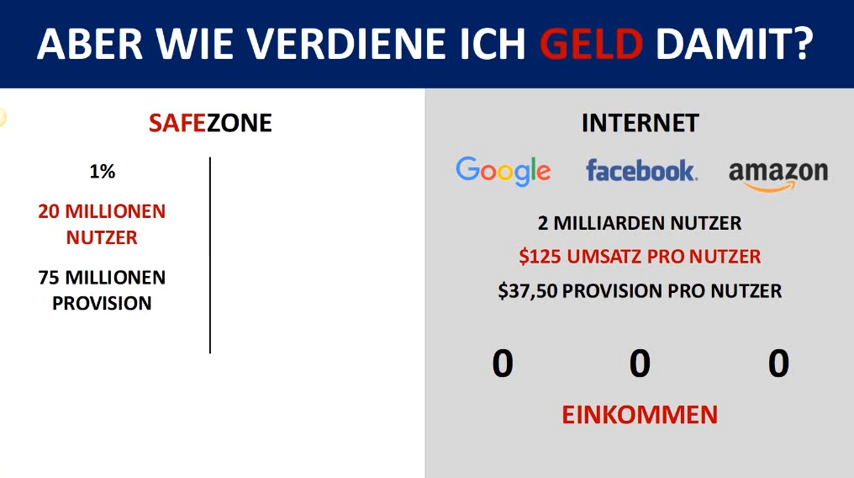 ABER WIE VERDIENE ICH GELD DAMIT?
SAFEZONE
1%
20 MILLIONEN
NUTZER
75 MILLIONEN
PROVISION
INTERNET
Google facebook. amazon
2 MILLIARDEN NUTZER
$125 UMSATZ PRO NUTZER
$37,50 PROVISION PRO NUTZER
0 0 0
EINKOMMEN